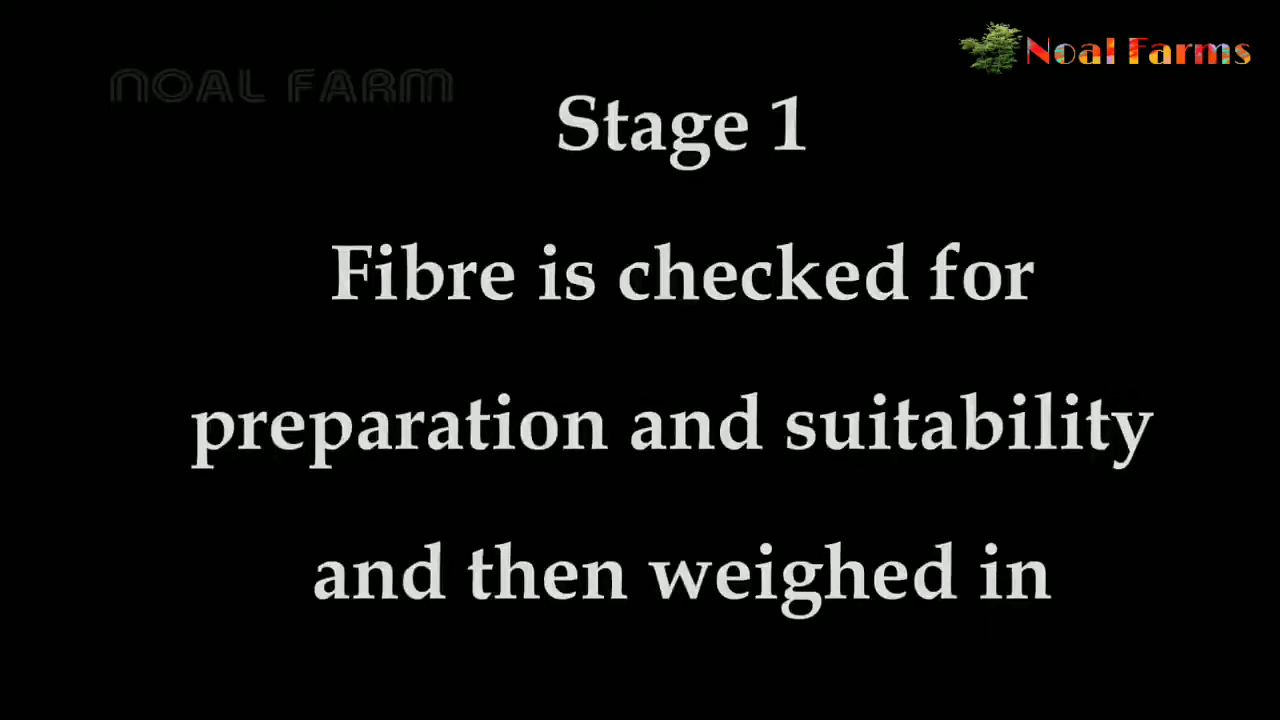 Noal Farms
NOAL FARM
Stage 1
Fibre is checked for
preparation and suitability
and then weighed in